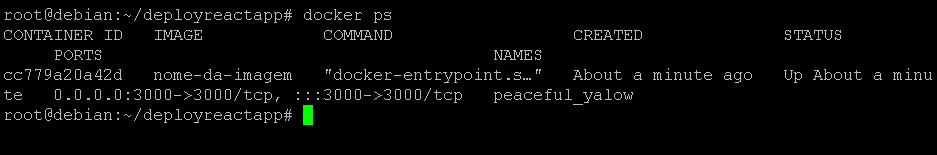 root@debian:~/deployreactapp# docker ps
CONTAINER ID   IMAGE            COMMAND                  CREATED              STATUS
     PORTS                                       NAMES
cc779a20a42d   nome-da-imagem   "docker-entrypoint.s…"   About a minute ago   Up About a minu
te   0.0.0.0:3000->3000/tcp, :::3000->3000/tcp   peaceful_yalow
root@debian:~/deployreactapp#